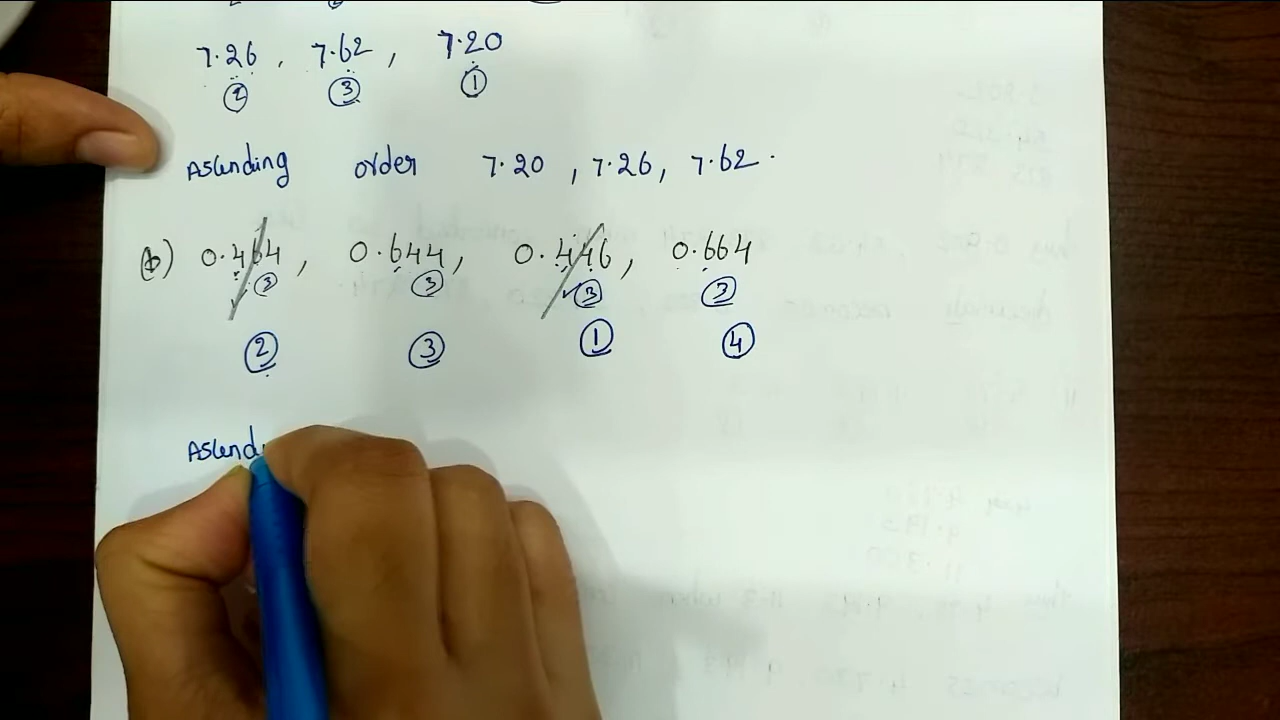 7.26 , 7.62 , 7.20
② ③ ①
Ascending order 7.20 , 7.26 , 7.62 .
(b) 0.464 , 0.644 , 0.446 , 0.664
③ ③ ③ ③
② ③ ① ④
Ascend